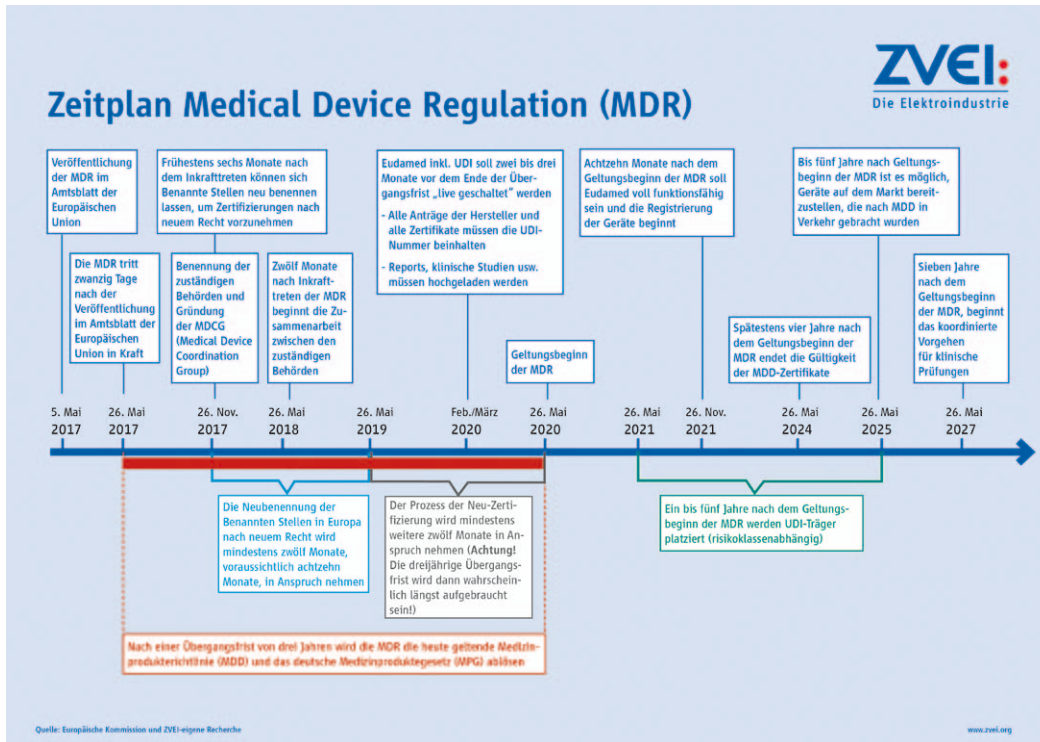 ZVEI:
Die Elektroindustrie
Zeitplan Medical Device Regulation (MDR)
Veröffentlichung
der MDR im
Amtsblatt der
Europäischen
Union
Frühestens sechs Monate nach
dem Inkrafttreten können sich
Benannte Stellen neu benennen
lassen, um Zertifizierungen nach
neuem Recht vorzunehmen
Eudamed inkl. UDI soll zwei bis drei
Monate vor dem Ende der Über-
gangsfrist „live geschaltet" werden
- Alle Anträge der Hersteller und
alle Zertifikate müssen die UDI-
Nummer beinhalten
- Reports, klinische Studien usw.
müssen hochgeladen werden
Achtzehn Monate nach dem
Geltungsbeginn der MDR soll
Eudamed voll funktionsfähig
sein und die Registrierung
der Geräte beginnt
Bis fünf Jahre nach Geltungs-
beginn der MDR ist es möglich,
Geräte auf dem Markt bereit-
zustellen, die nach MDD in
Verkehr gebracht wurden
Die MDR tritt
zwanzig Tage
nach der
Veröffentlichung
im Amtsblatt der
Europäischen
Union in Kraft
Benennung der
zuständigen
Behörden und
Gründung
der MDCG
(Medical Device
Coordination
Group)
Zwölf Monate
nach Inkraft-
treten der MDR
beginnt die Zu-
sammenarbeit
zwischen den
zuständigen
Behörden
Geltungsbeginn
der MDR
Spätestens vier Jahre nach
dem Geltungsbeginn der
MDR endet die Gültigkeit
der MDD-Zertifikate
Sieben Jahre
nach dem
Geltungsbeginn
der MDR, beginnt
das koordinierte
Vorgehen
für klinische
Prüfungen
5. Mai
2017
26. Mai
2017
26. Nov.
2017
26. Mai
2018
26. Mai
2019
Feb./März
2020
26. Mai
2020
26. Mai
2021
26. Nov.
2021
26. Mai
2024
26. Mai
2025
26. Mai
2027
Die Neubenennung der
Benannten Stellen in Europa
nach neuem Recht wird
mindestens zwölf Monate,
voraussichtlich achtzehn
Monate, in Anspruch nehmen
Der Prozess der Neu-Zerti-
fizierung wird mindestens
weitere zwölf Monate in An-
spruch nehmen (Achtung!
Die dreijährige Übergangs-
frist wird dann wahrschein-
lich längst aufgebraucht
sein!)
Ein bis fünf Jahre nach dem Geltungs-
beginn der MDR werden UDI-Träger
platziert (risikoklassenabhängig)
Nach einer Übergangsfrist von drei Jahren wird die MDR die heute geltende Medizin-
produkterichtlinie (MDD) und das deutsche Medizinproduktegesetz (MPG) ablösen
Quelle: Europäische Kommission und ZVEI-eigene Recherche
www.zvei.org